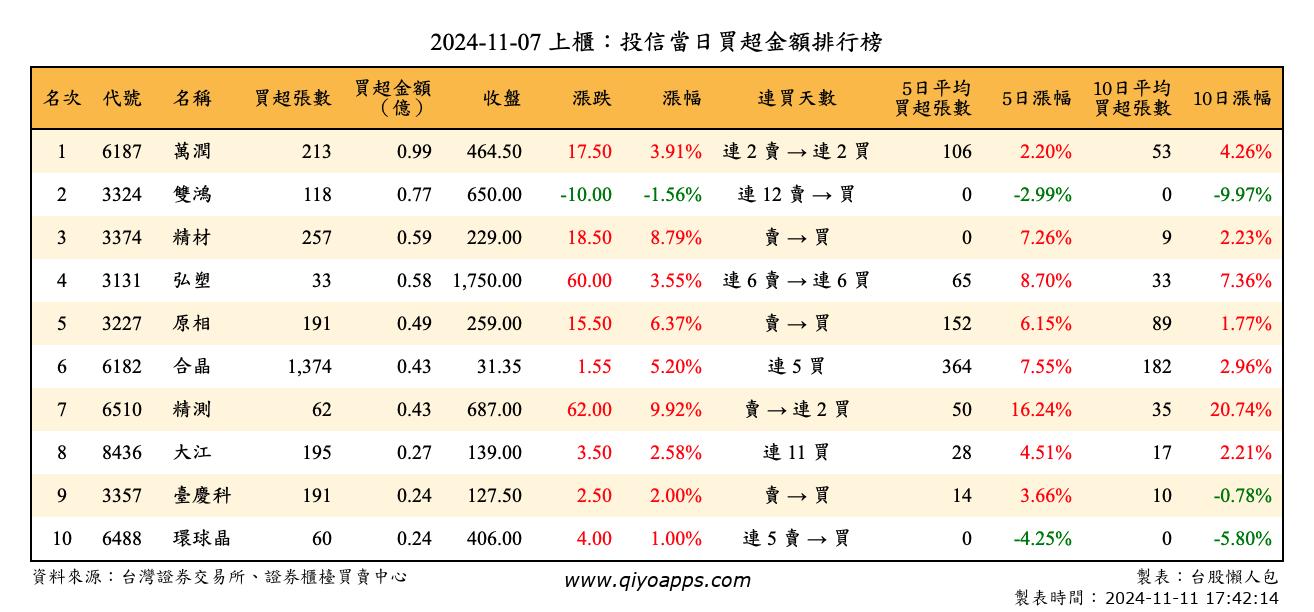 2024-11-07 上櫃：投信當日買超金額排行榜
名次 代號 名稱 買超張數 買超金額（億） 收盤 漲跌 漲幅 連買天數 5日平均買超張數 5日漲幅 10日平均買超張數 10日漲幅
1 6187 萬潤 213 0.99 464.50 17.50 3.91% 連 2 賣 → 連 2 買 106 2.20% 53 4.26%
2 3324 雙鴻 118 0.77 650.00 -10.00 -1.56% 連 12 賣 → 買 0 -2.99% 0 -9.97%
3 3374 精材 257 0.59 229.00 18.50 8.79% 賣 → 買 0 7.26% 9 2.23%
4 3131 弘塑 33 0.58 1,750.00 60.00 3.55% 連 6 賣 → 連 6 買 65 8.70% 33 7.36%
5 3227 原相 191 0.49 259.00 15.50 6.37% 賣 → 買 152 6.15% 89 1.77%
6 6182 合晶 1,374 0.43 31.35 1.55 5.20% 連 5 買 364 7.55% 182 2.96%
7 6510 精測 62 0.43 687.00 62.00 9.92% 賣 → 連 2 買 50 16.24% 35 20.74%
8 8436 大江 195 0.27 139.00 3.50 2.58% 連 11 買 28 4.51% 17 2.21%
9 3357 臺慶科 191 0.24 127.50 2.50 2.00% 賣 → 買 14 3.66% 10 -0.78%
10 6488 環球晶 60 0.24 406.00 4.00 1.00% 連 5 賣 → 買 0 -4.25% 0 -5.80%
資料來源：台灣證券交易所、證券櫃檯買賣中心 www.qiyoapps.com 製表：台股懶人包
製表時間：2024-11-11 17:42:14